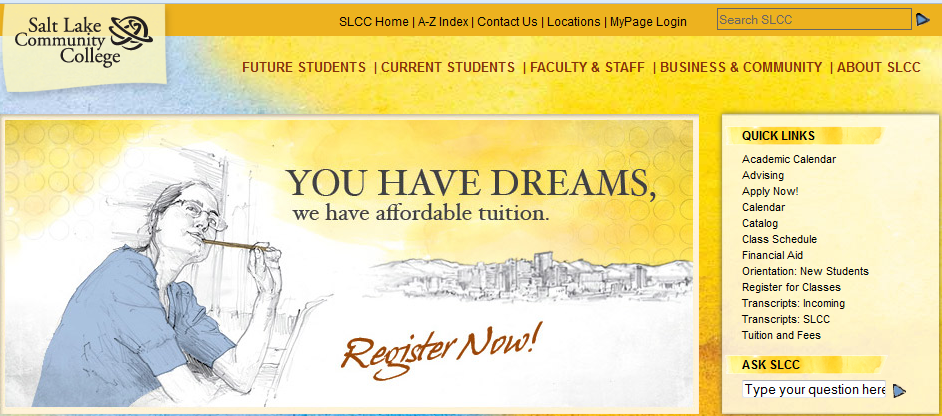 Salt Lake
Community
College
SLCC Home | A-Z Index | Contact Us | Locations | MyPage Login
Search SLCC
FUTURE STUDENTS | CURRENT STUDENTS | FACULTY & STAFF | BUSINESS & COMMUNITY | ABOUT SLCC
YOU HAVE DREAMS,
we have affordable tuition.
Register Now!
QUICK LINKS
Academic Calendar
Advising
Apply Now!
Calendar
Catalog
Class Schedule
Financial Aid
Orientation: New Students
Register for Classes
Transcripts: Incoming
Transcripts: SLCC
Tuition and Fees
ASK SLCC
Type your question here